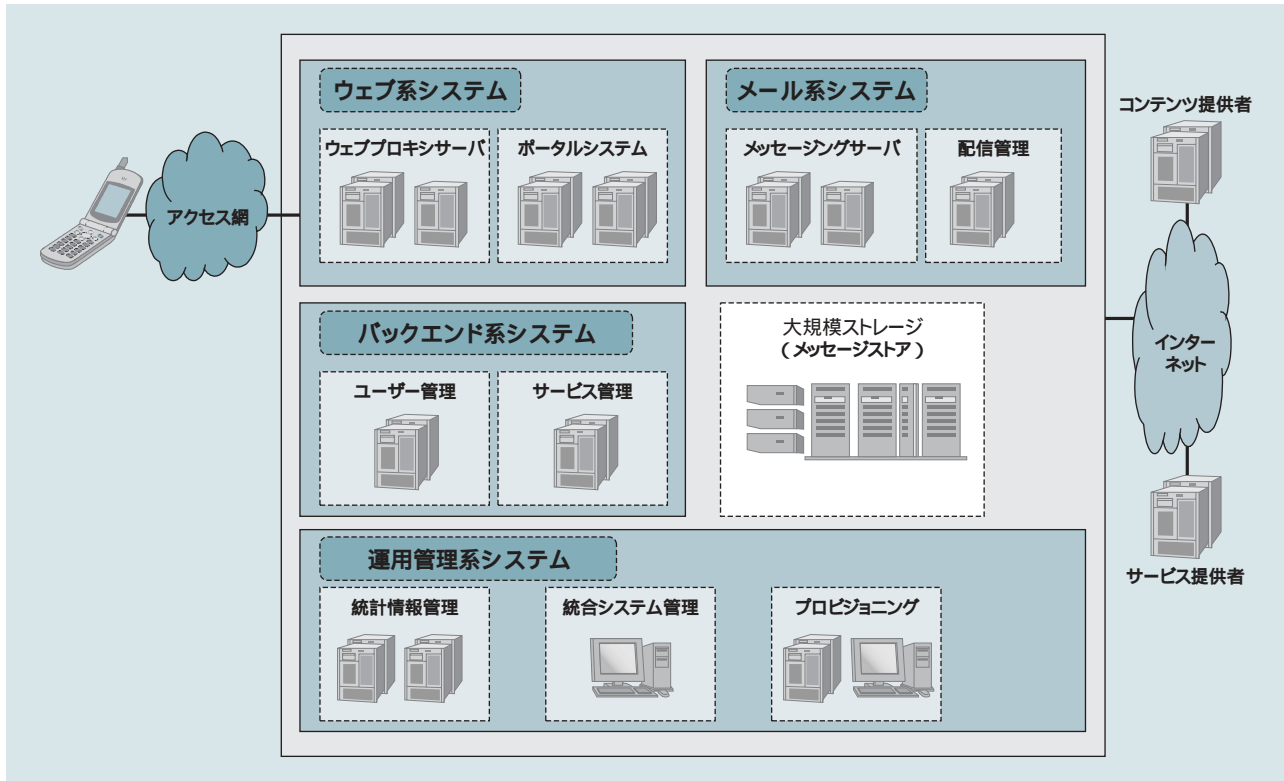 ウェブ系システム
ウェブプロキシサーバ
ポータルシステム
メール系システム
メッセージングサーバ
配信管理
コンテンツ提供者
アクセス網
バックエンド系システム
ユーザー管理
サービス管理
大規模ストレージ
(メッセージストア)
インター
ネット
サービス提供者
運用管理系システム
統計情報管理
統合システム管理
プロビジョニング